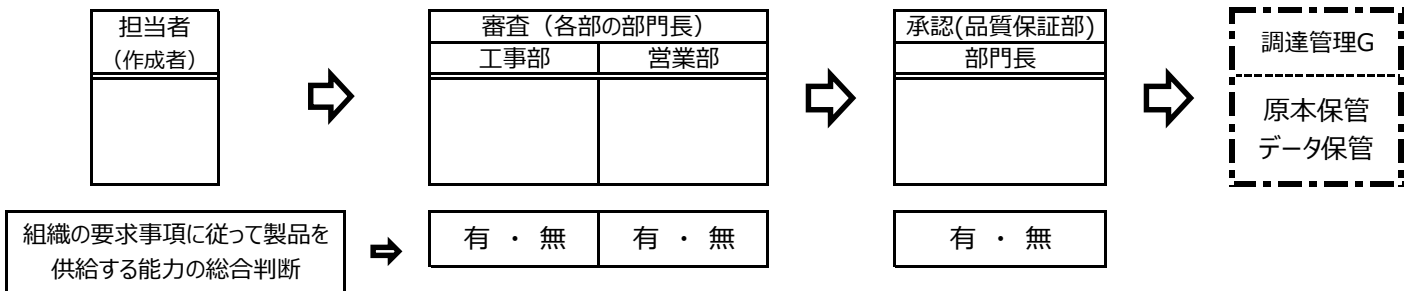 担当者
（作成者）
審査（各部の部門長）
工事部
営業部
承認(品質保証部)
部門長
調達管理G
原本保管
データ保管
組織の要求事項に従って製品を
供給する能力の総合判断
有 ・ 無
有 ・ 無
有 ・ 無